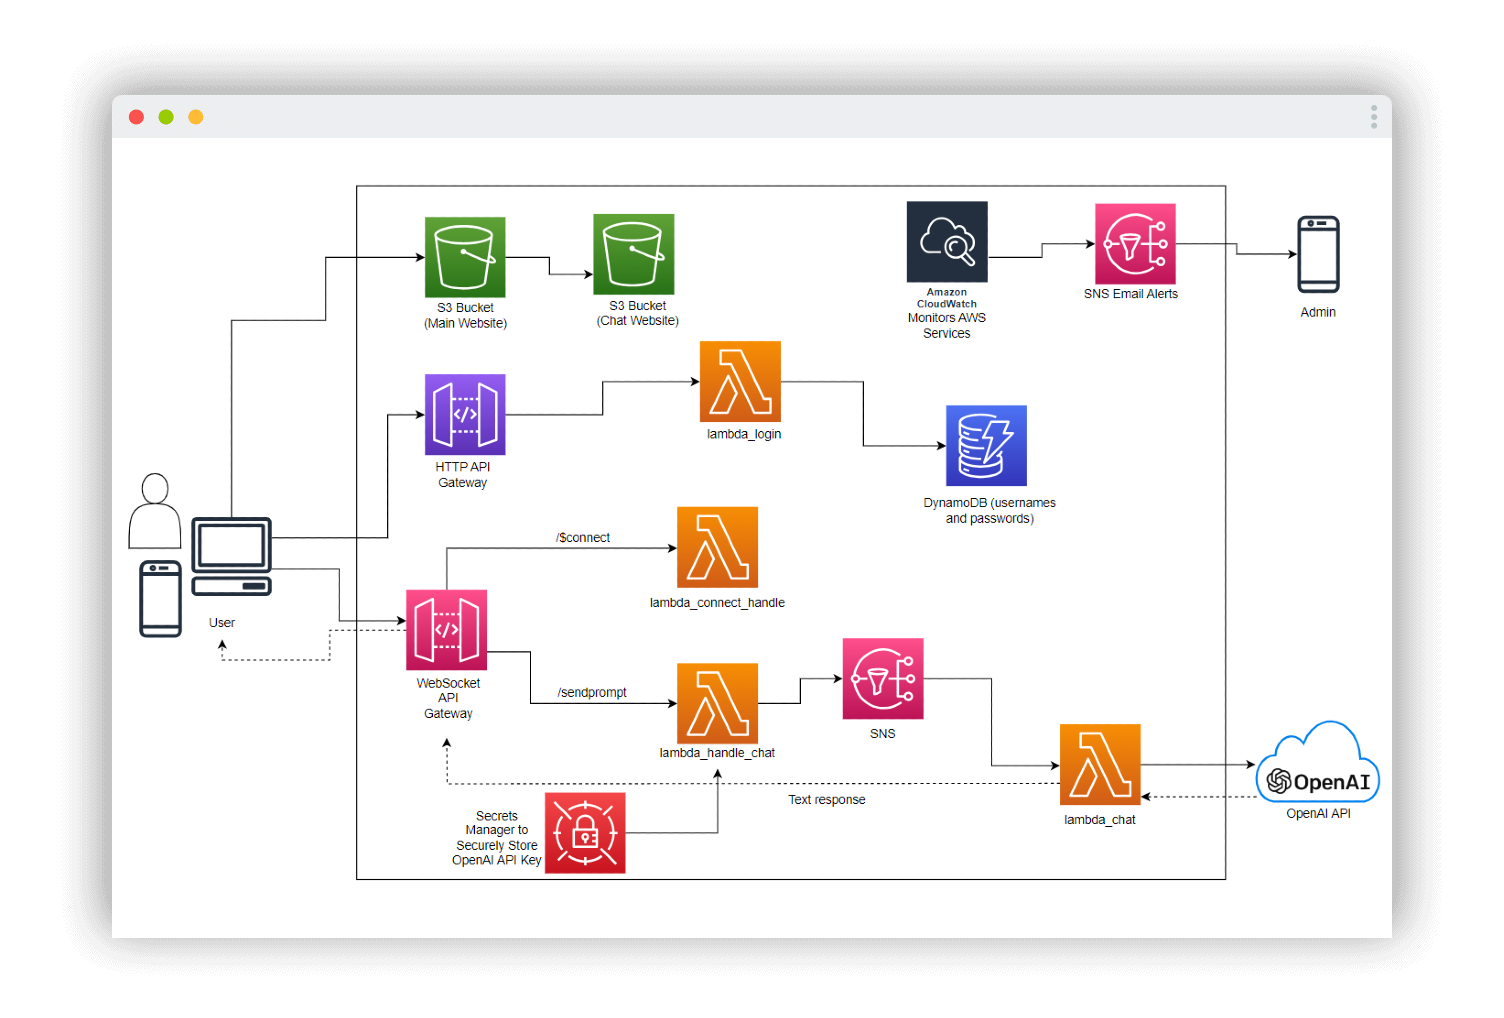 S3 Bucket
(Main Website)
S3 Bucket
(Chat Website)
Amazon
CloudWatch
Monitors AWS
Services
SNS Email Alerts
Admin
lambda_login
HTTP API
Gateway
</>
DynamoDB (usernames
and passwords)
/$connect
lambda_connect_handle
User
</>
WebSocket
API
Gateway
/sendprompt
lambda_handle_chat
SNS
Text response
lambda_chat
OpenAI
OpenAI API
Secrets
Manager to
Securely Store
OpenAI API Key